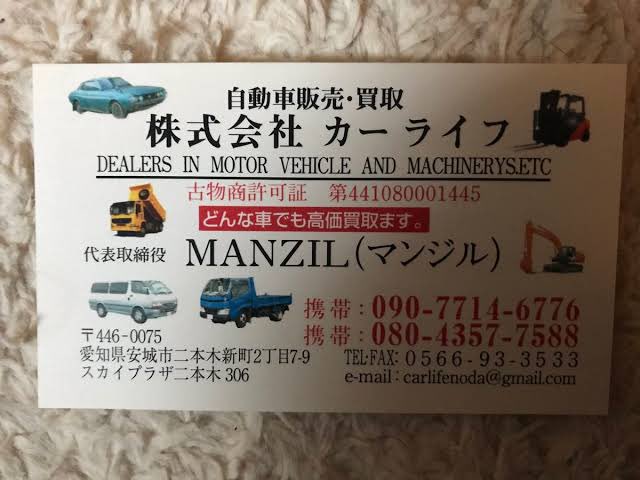 自動車販売・買取
株式会社 カーライフ
DEALERS IN MOTOR VEHICLE AND MACHINERYS.ETC
古物商許可証 第441080001445
どんな車でも高価買取ます。
代表取締役 MANZIL(マンジル)
携帯:090-7714-6776
携帯:080-4357-7588
〒446-0075
愛知県安城市二本木新町2丁目7-9
スカイプラザ二本木306
TEL・FAX: 0566-93-3533
e-mail:carlifenoda@gmail.com